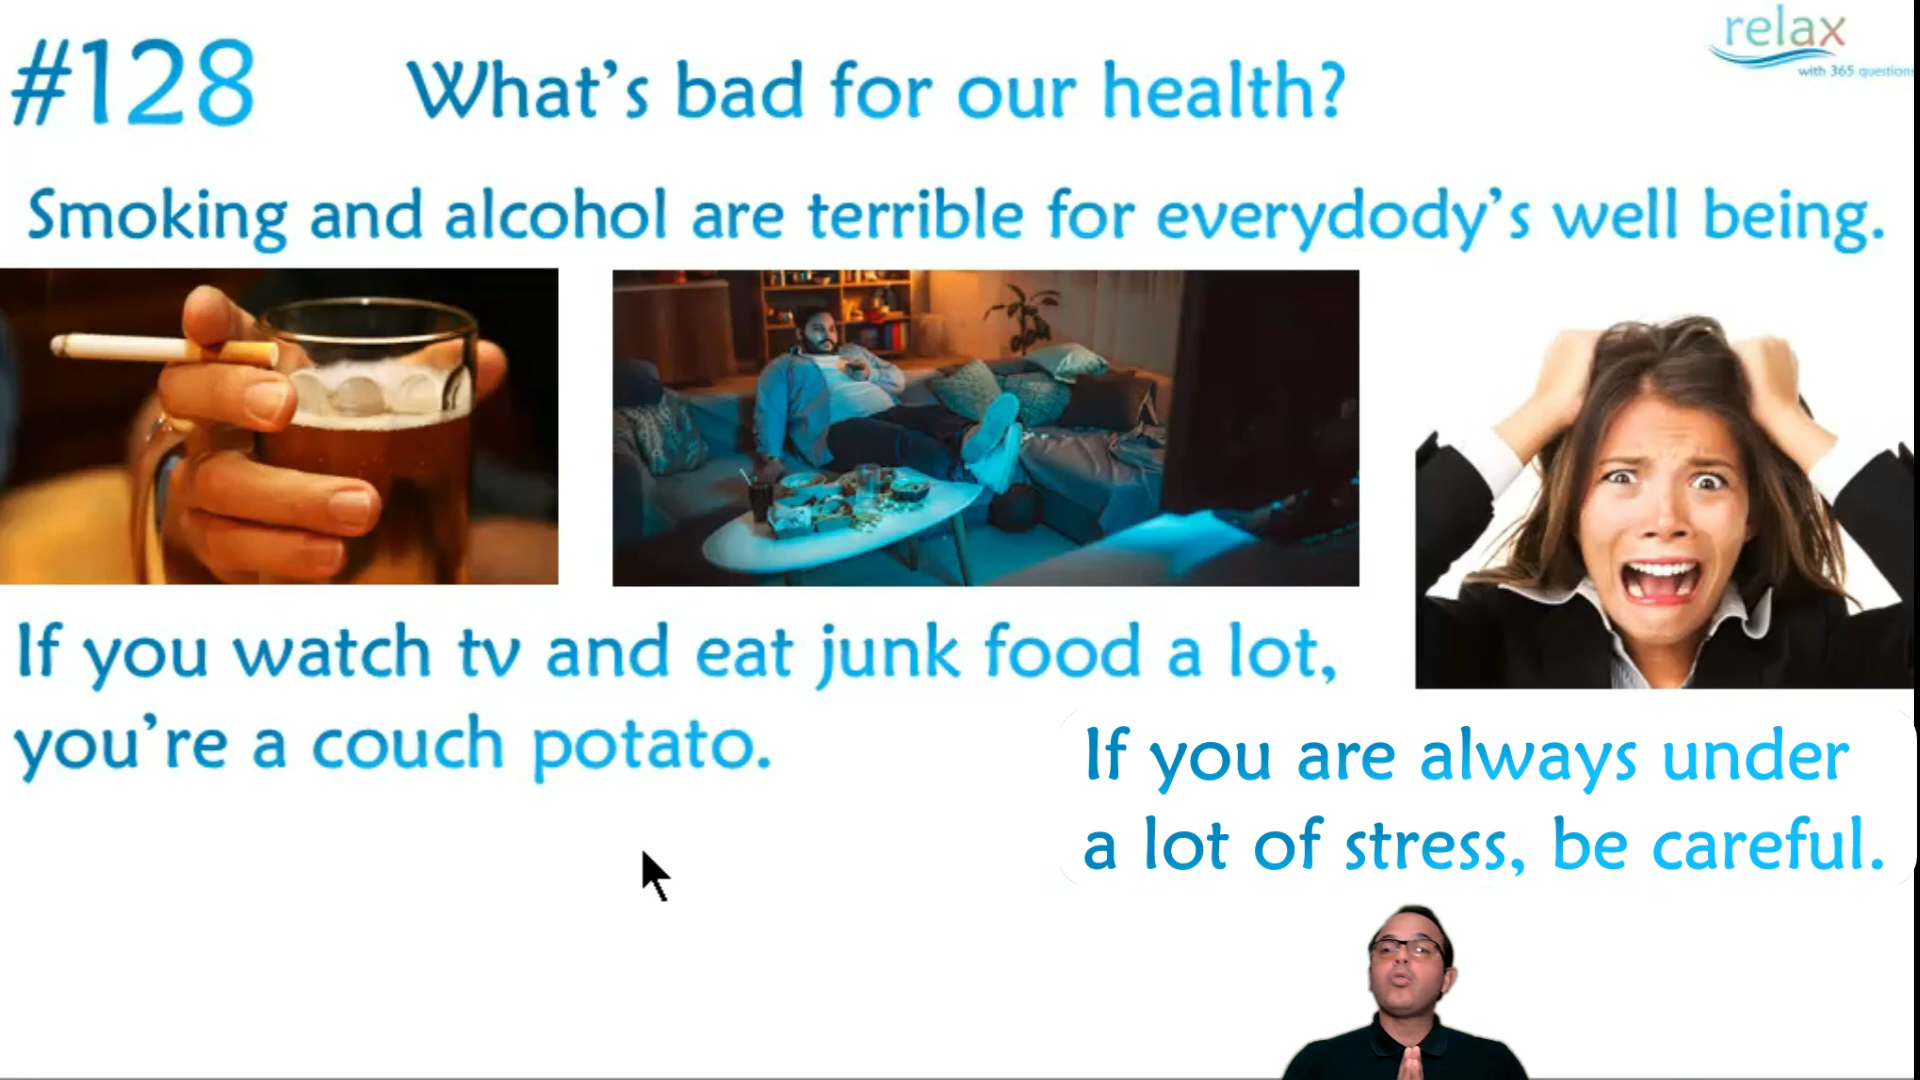 #128
What's bad for our health?
relax
with 365 questions
Smoking and alcohol are terrible for everydody's well being.
If you watch tv and eat junk food a lot,
you're a couch potato.
If you are always under
a lot of stress, be careful.